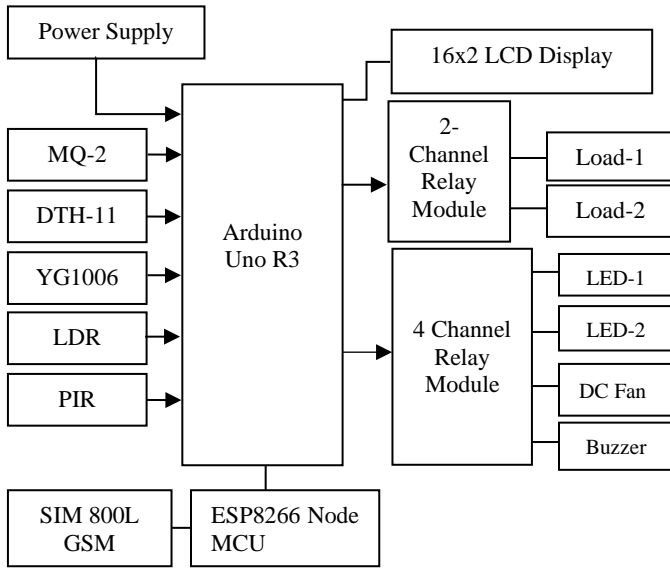 Power Supply
16x2 LCD Display
MQ-2
DTH-11
YG1006
LDR
PIR
Arduino
Uno R3
2-
Channel
Relay
Module
Load-1
Load-2
4 Channel
Relay
Module
LED-1
LED-2
DC Fan
Buzzer
SIM 800L
GSM
ESP8266 Node
MCU